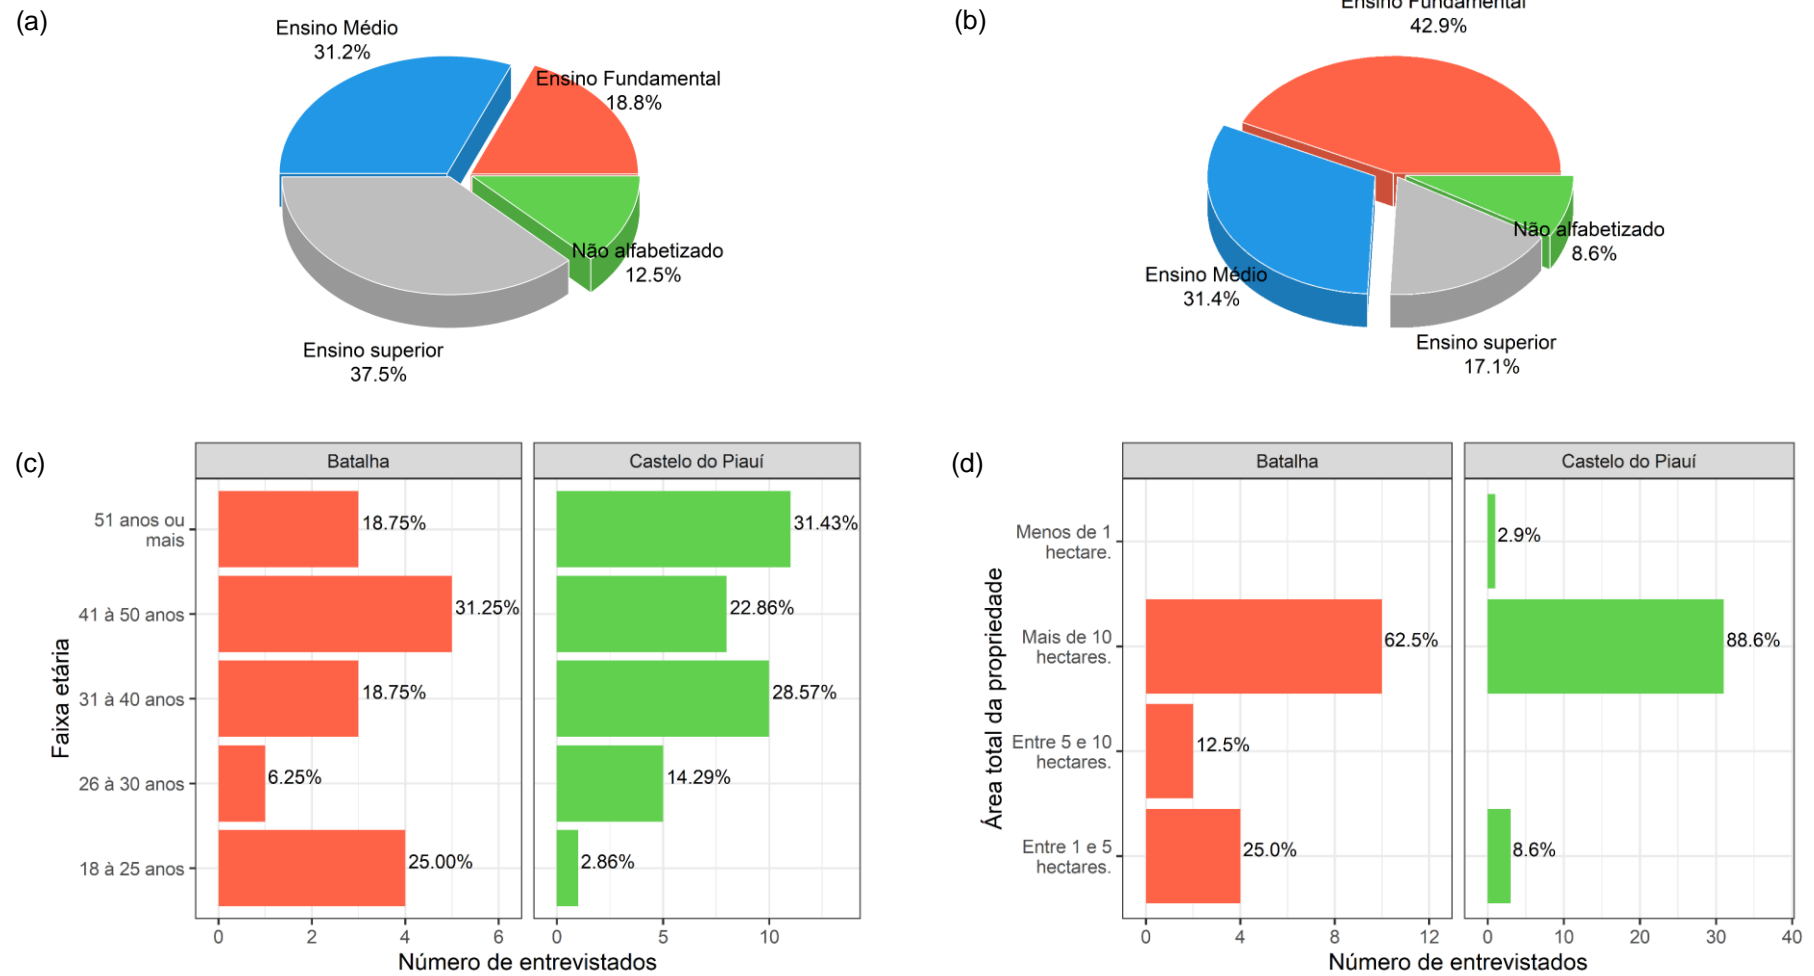 (a)
Ensino Médio
31.2%
Ensino Fundamental
18.8%
Não alfabetizado
12.5%
Ensino superior
37.5%
(b)
Ensino Fundamental
42.9%
Não alfabetizado
8.6%
Ensino Médio
31.4%
Ensino superior
17.1%
(c)
Batalha
Castelo do Piauí
Faixa etária
51 anos ou
mais
18.75%
31.43%
41 à 50 anos
31.25%
22.86%
31 à 40 anos
18.75%
28.57%
26 à 30 anos
6.25%
14.29%
18 à 25 anos
25.00%
2.86%
0 2 4 6
0 5 10
Número de entrevistados
(d)
Batalha
Castelo do Piauí
Área total da propriedade
Menos de 1
hectare.
2.9%
Mais de 10
hectares.
62.5%
88.6%
Entre 5 e 10
hectares.
12.5%
Entre 1 e 5
hectares.
25.0%
8.6%
0 4 8 12
0 10 20 30 40
Número de entrevistados